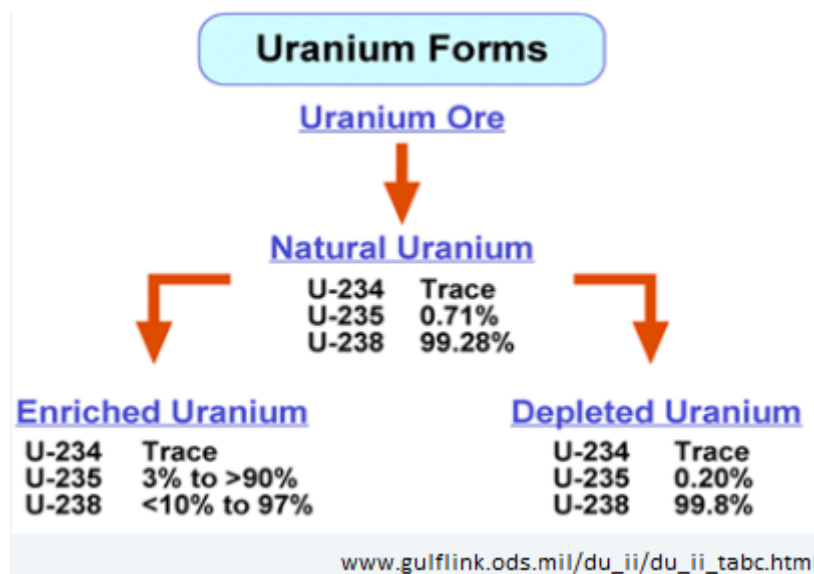 Uranium Forms
Uranium Ore
Natural Uranium
U-234 Trace
U-235 0.71%
U-238 99.28%
Enriched Uranium
U-234 Trace
U-235 3% to >90%
U-238 <10% to 97%
Depleted Uranium
U-234 Trace
U-235 0.20%
U-238 99.8%
www.gulflink.ods.mil/du_ii/du_ii_tabc.html